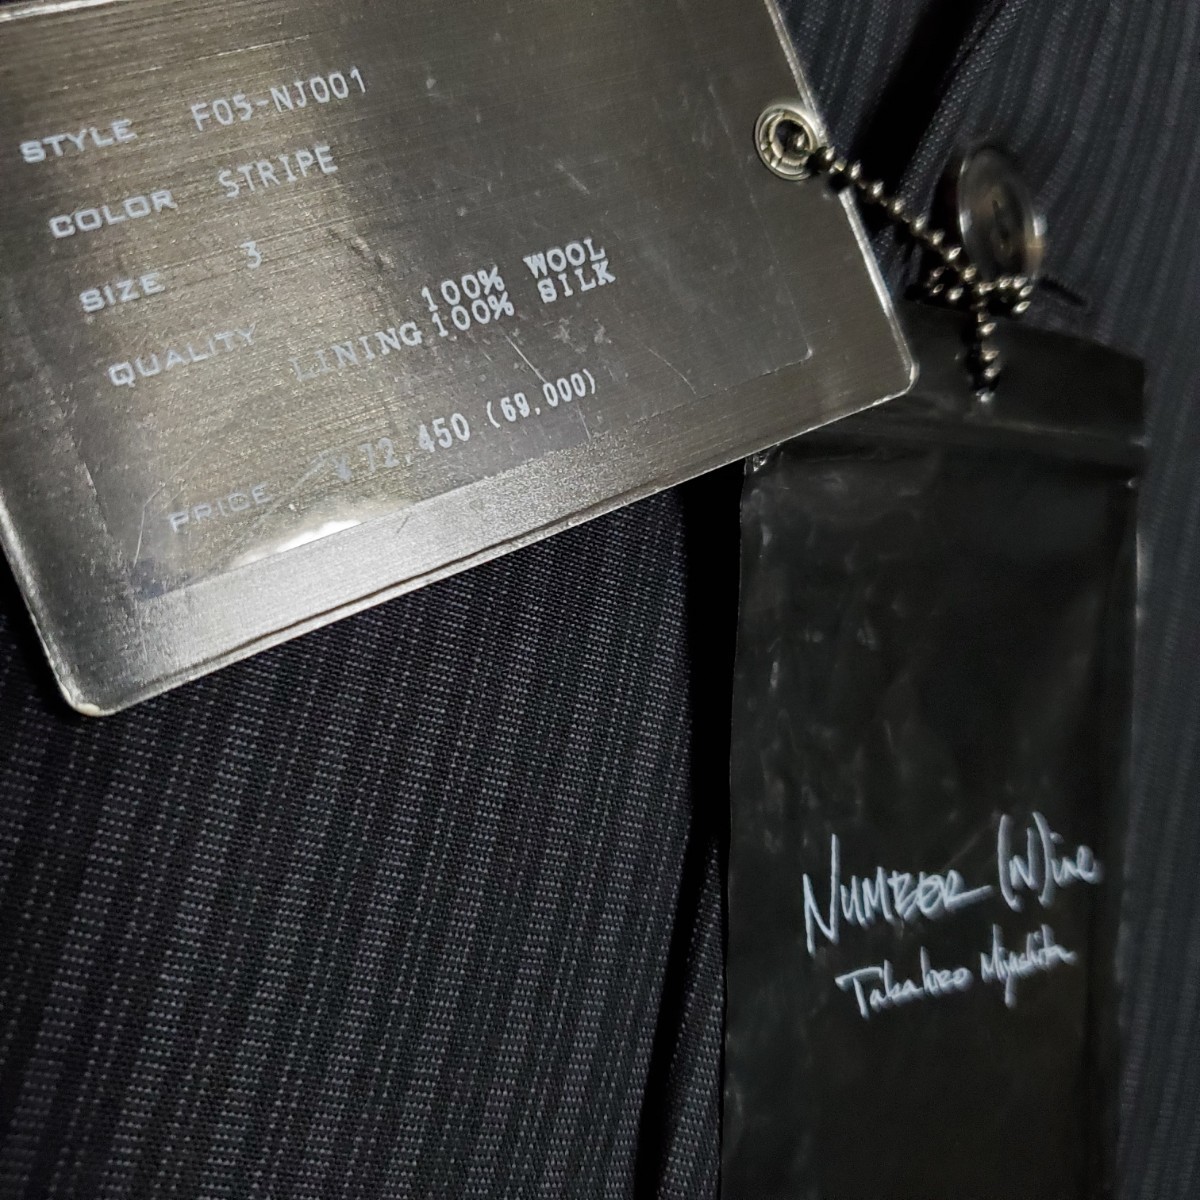 STYLE F05-NJ001
COLOR STRIPE
SIZE 3
QUALITY 100% WOOL
LINING 100% SILK
PRICE ¥72,450 (69,000)
NUMBER (N)ine
Takahiro Miyashita